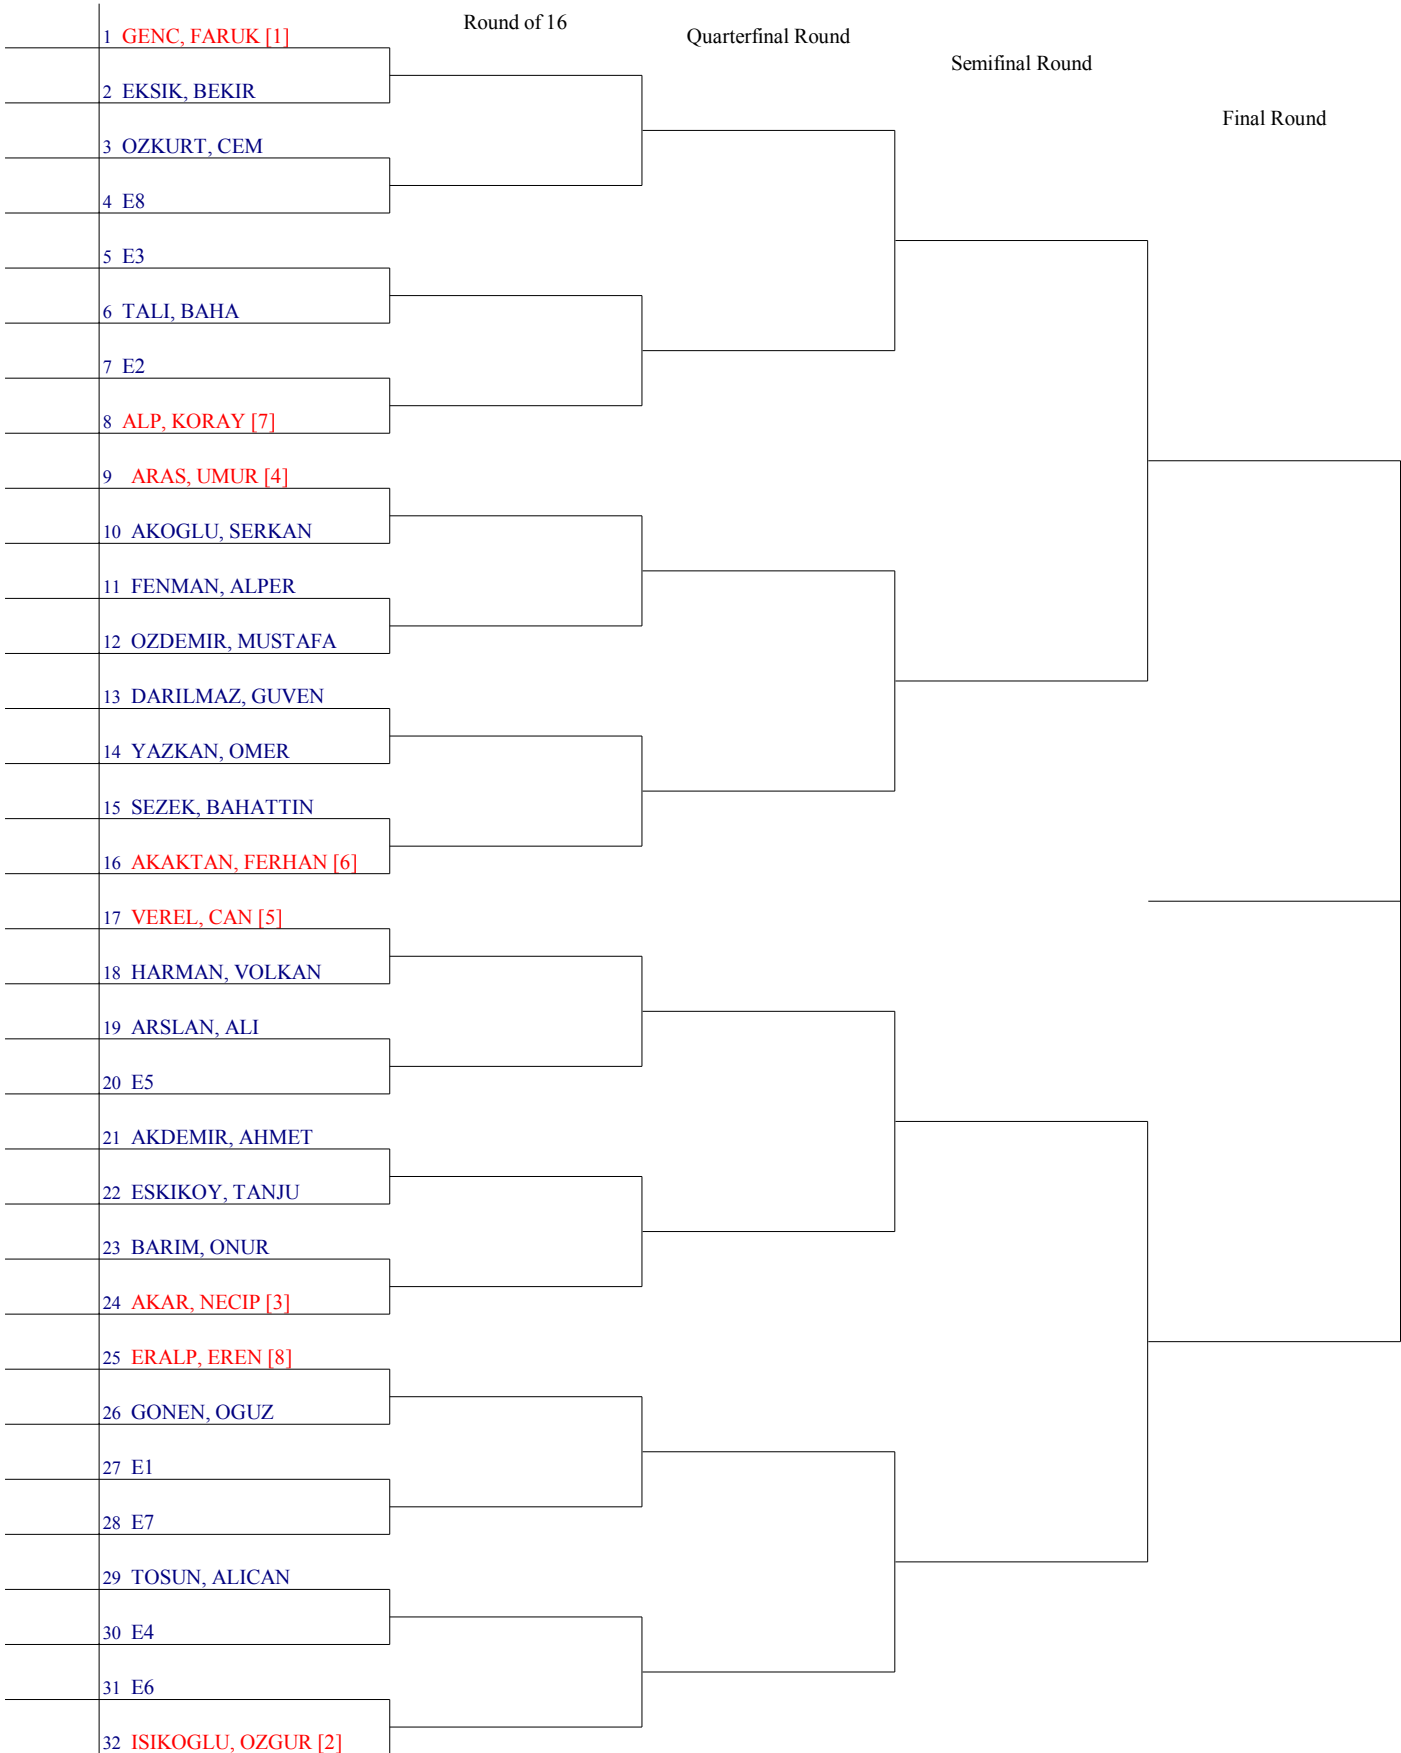 Round of 16
Quarterfinal Round
Semifinal Round
Final Round
1 GENC, FARUK [1]
2 EKSIK, BEKIR
3 OZKURT, CEM
4 E8
5 E3
6 TALI, BAHA
7 E2
8 ALP, KORAY [7]
9 ARAS, UMUR [4]
10 AKOGLU, SERKAN
11 FENMAN, ALPER
12 OZDEMIR, MUSTAFA
13 DARILMAZ, GUVEN
14 YAZKAN, OMER
15 SEZEK, BAHATTIN
16 AKAKTAN, FERHAN [6]
17 VEREL, CAN [5]
18 HARMAN, VOLKAN
19 ARSLAN, ALI
20 E5
21 AKDEMIR, AHMET
22 ESKIKOY, TANJU
23 BARIM, ONUR
24 AKAR, NECIP [3]
25 ERALP, EREN [8]
26 GONEN, OGUZ
27 E1
28 E7
29 TOSUN, ALICAN
30 E4
31 E6
32 ISIKOGLU, OZGUR [2]